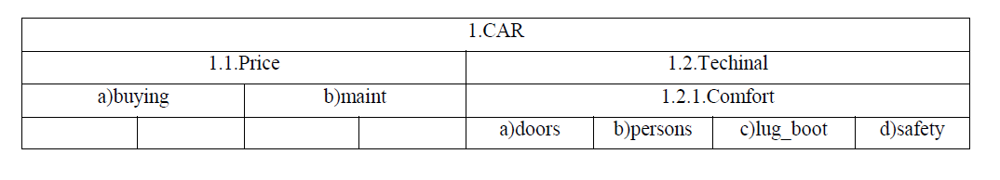 1.CAR
1.1.Price 1.2.Techinal
a)buying b)maint 1.2.1.Comfort
a)doors b)persons c)lug_boot d)safety